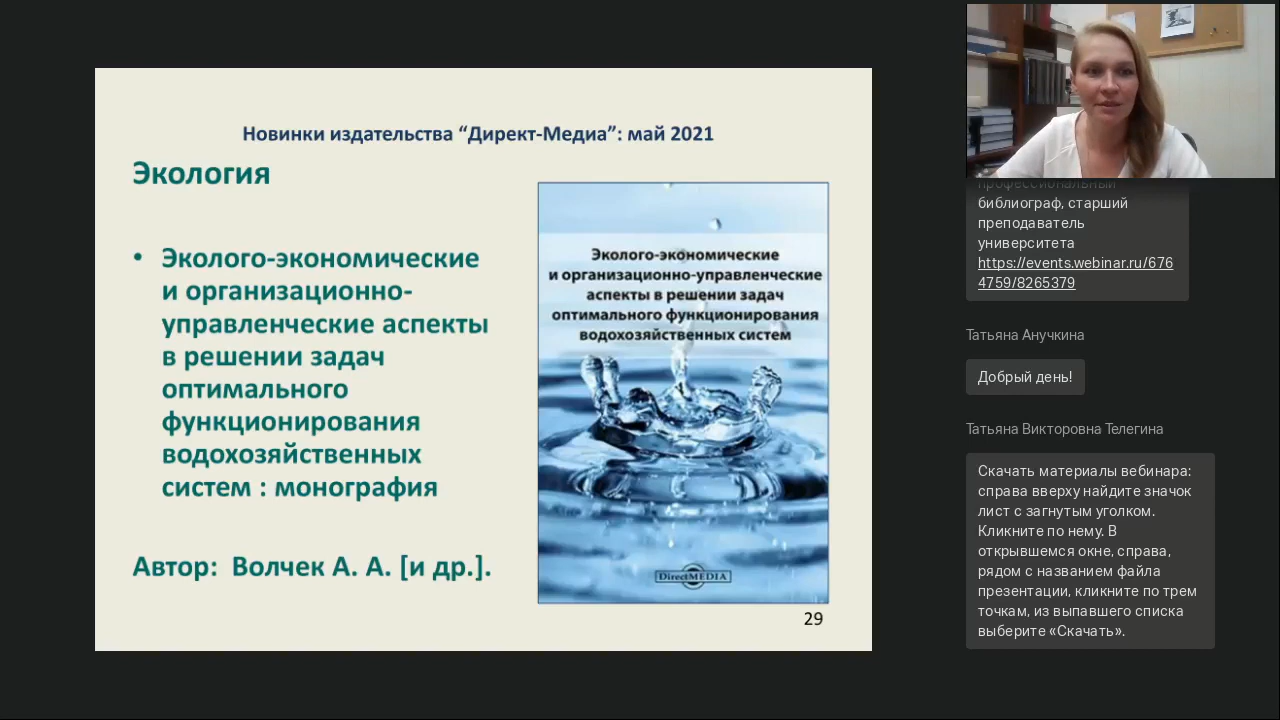 Новинки издательства “Директ-Медиа”: май 2021
Экология
• Эколого-экономические
и организационно-
управленческие аспекты
в решении задач
оптимального
функционирования
водохозяйственных
систем : монография
Автор: Волчек А. А. [и др.].
Эколого-экономические
и организационно-управленческие
аспекты в решении задач
оптимального функционирования
водохозяйственных систем
DirectMEDIA
29
профессиональный
библиограф, старший
преподаватель
университета
https://events.webinar.ru/676
4759/8265379
Татьяна Анучкина
Добрый день!
Татьяна Викторовна Телегина
Скачать материалы вебинара:
справа вверху найдите значок
лист с загнутым уголком.
Кликните по нему. В
открывшемся окне, справа,
рядом с названием файла
презентации, кликните по трем
точкам, из выпавшего списка
выберите «Скачать».